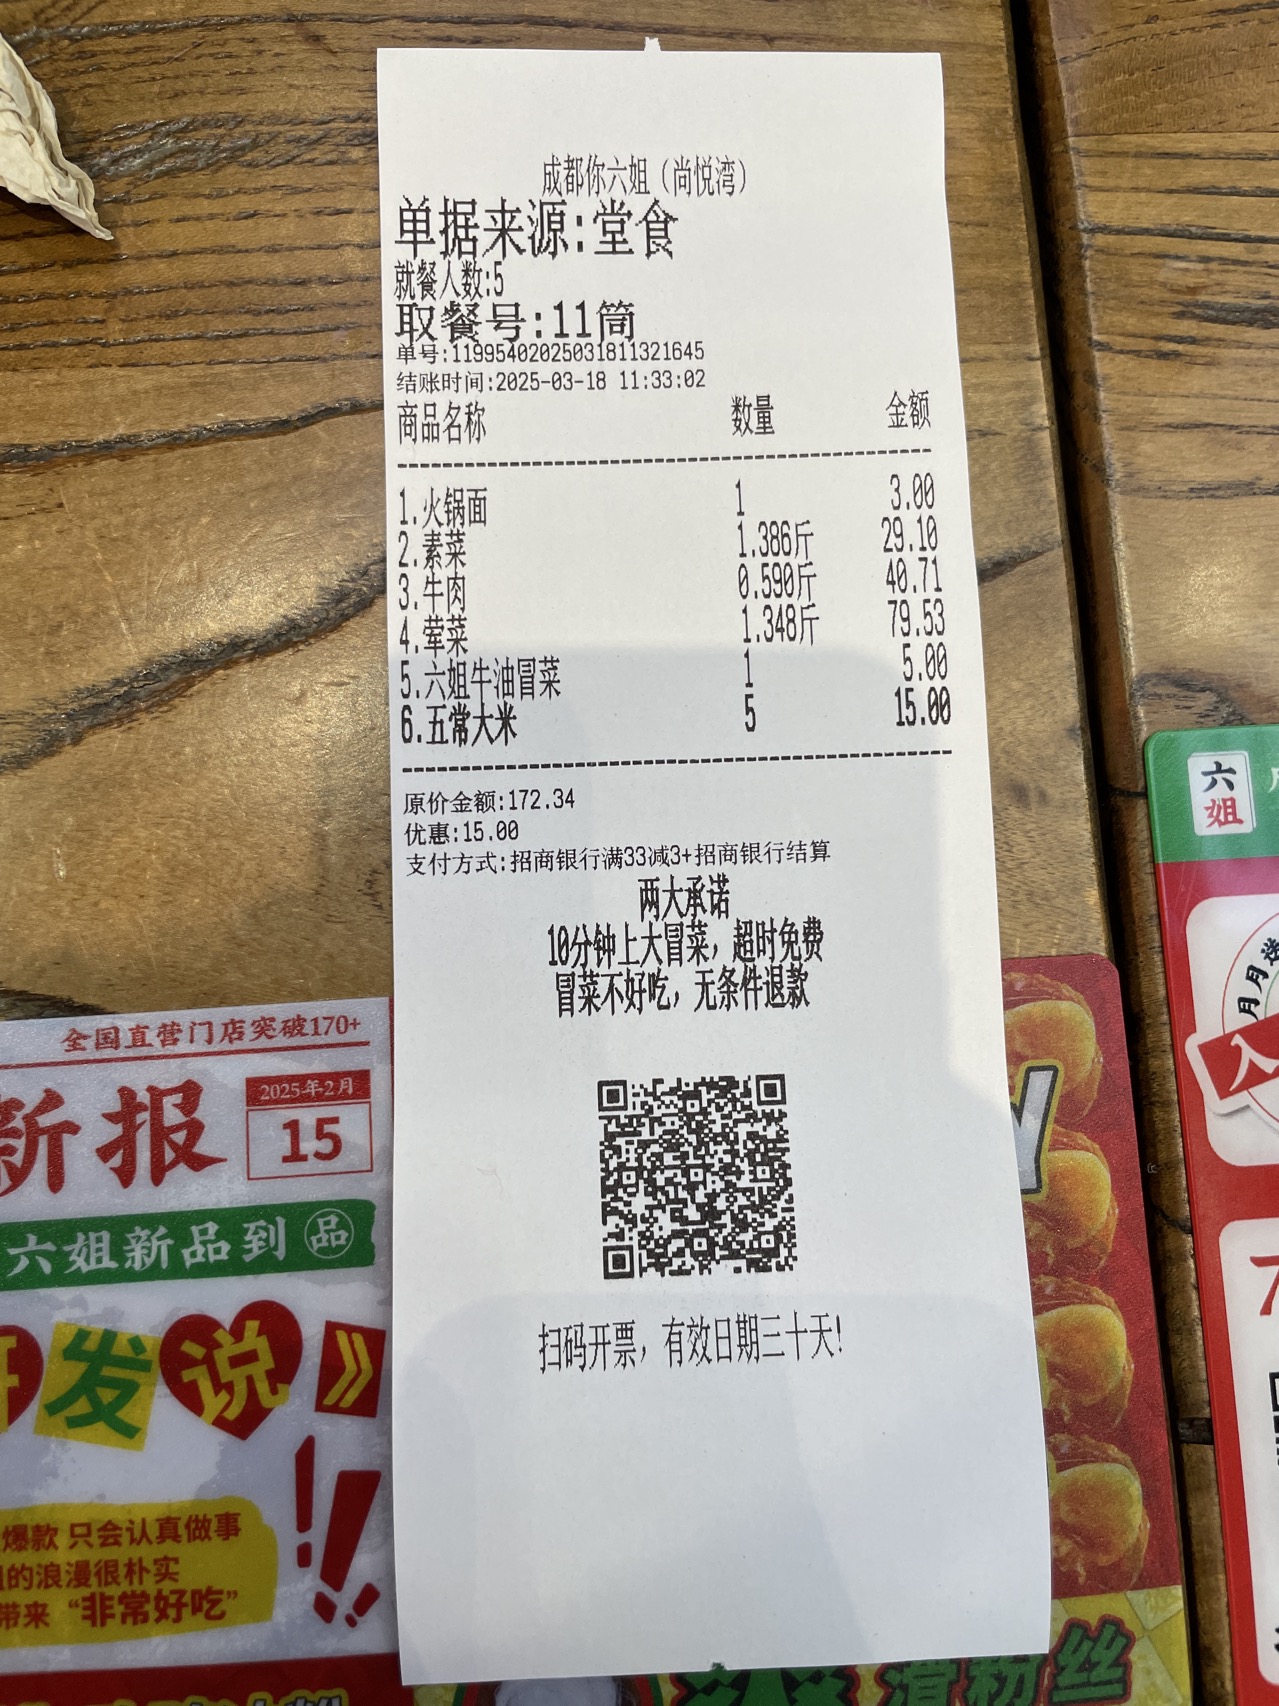 成都你六姐（尚悦湾）
单据来源:堂食
就餐人数:5
取餐号:11筒
单号:11995402025031811321645
结账时间:2025-03-18 11:33:02
商品名称 数量 金额
1.火锅面 1 3.00
2.素菜 1.386斤 29.10
3.牛肉 0.590斤 40.71
4.荤菜 1.348斤 79.53
5.六姐牛油冒菜 1 5.00
6.五常大米 5 15.00
原价金额:172.34
优惠:15.00
支付方式:招商银行满33减3+招商银行结算
两大承诺
10分钟上大冒菜，超时免费
冒菜不好吃，无条件退款
扫码开票，有效日期三十天！
全国直营门店突破170+
新报
2025年2月
15
六姐新品到 品
发说》
!!
爆款 只会认真做事
的浪漫很朴实
带来“非常好吃”
六姐
月月送
入
滑粉丝